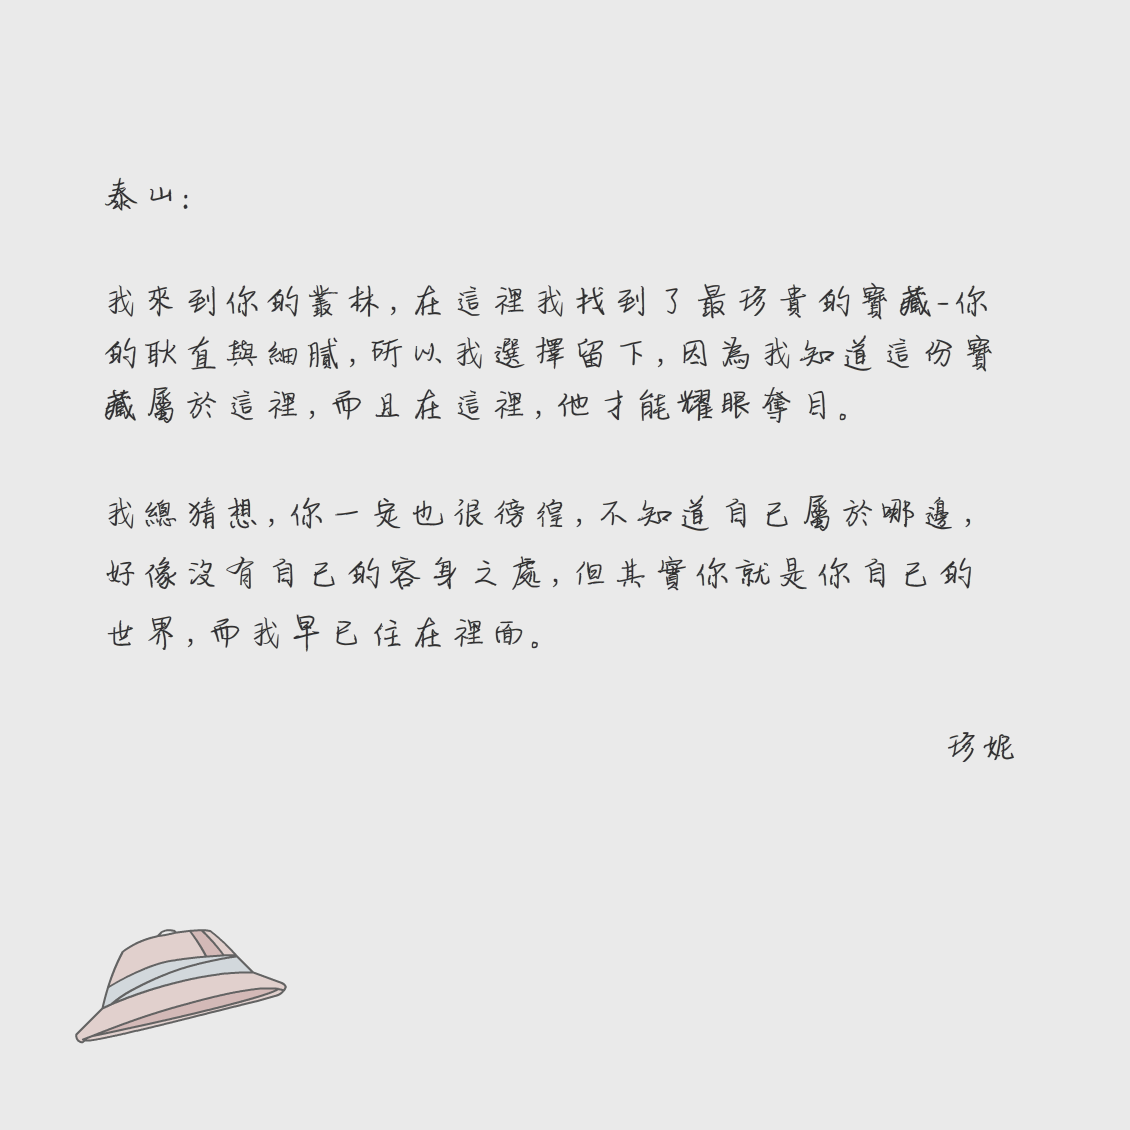 泰山:
我來到你的叢林,在這裡我找到了最珍貴的寶藏-你
的耿直與細膩,所以我選擇留下,因為我知道這份寶
藏屬於這裡,而且在這裡,他才能耀眼奪目。
我總猜想,你一定也很徬徨,不知道自己屬於哪邊,
好像沒有自己的容身之處,但其實你就是你自己的
世界,而我早已住在裡面。
珍妮